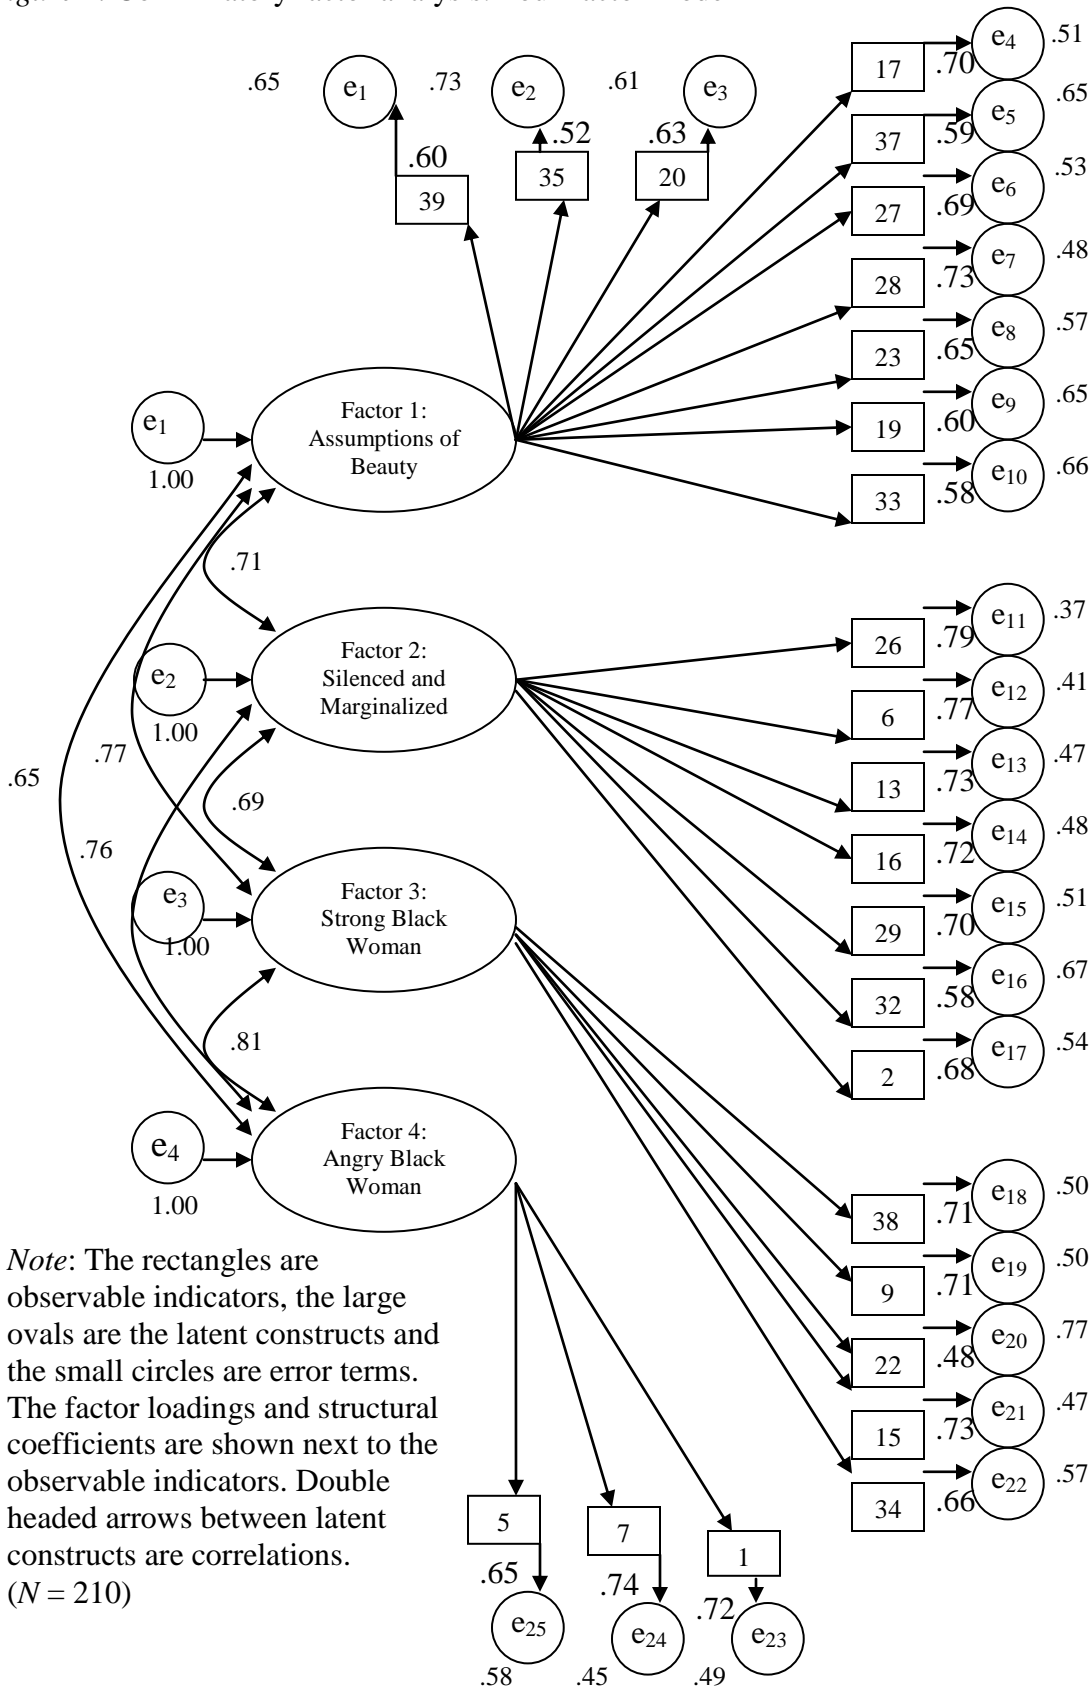 e4 .51
17 .70
.65 e1 .73 e2 .61 e3
e5 .65
37 .59
.60 .52 .63
39 35 20
e6 .53
27 .69
e7 .48
28 .73
e8 .57
23 .65
e9 .65
19 .60
e10 .66
33 .58
e1
1.00
Factor 1:
Assumptions of
Beauty
.71
e11 .37
26 .79
e2
1.00
Factor 2:
Silenced and
Marginalized
e12 .41
6 .77
e13 .47
13 .73
.65 .77 .69
.76
e14 .48
16 .72
e3
1.00
Factor 3:
Strong Black
Woman
e15 .51
29 .70
e16 .67
32 .58
.81
e17 .54
2 .68
e4
1.00
Factor 4:
Angry Black
Woman
e18 .50
38 .71
e19 .50
9 .71
e20 .77
22 .48
e21 .47
15 .73
e22 .57
34 .66
Note: The rectangles are
observable indicators, the large
ovals are the latent constructs and
the small circles are error terms.
The factor loadings and structural
coefficients are shown next to the
observable indicators. Double
headed arrows between latent
constructs are correlations.
(N = 210)
5 7 1
.65 .74 .72
e25 e24 e23
.58 .45 .49